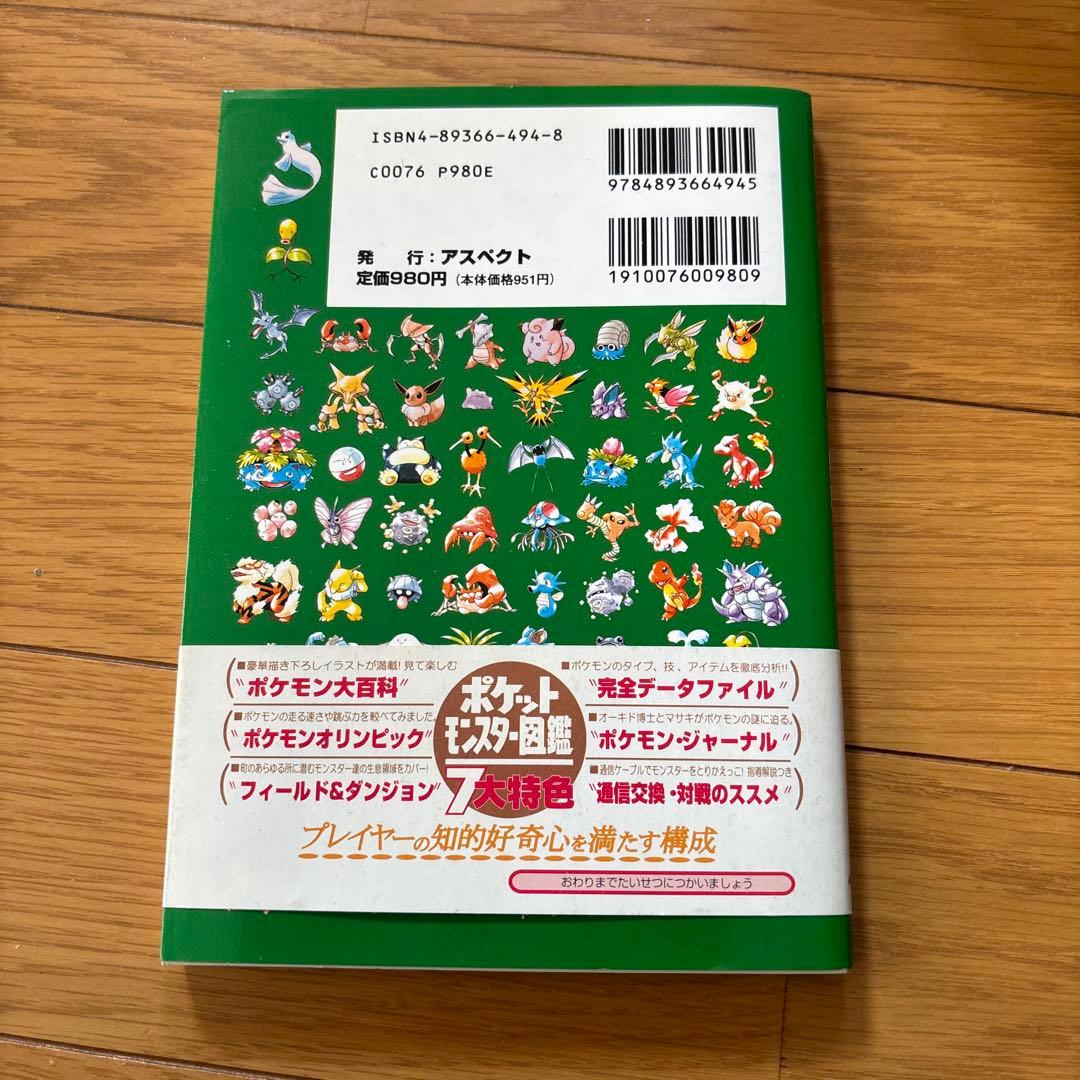 ISBN4-89366-494-8
C0076 P980E
9784893664945
発 行：アスペクト
定価980円（本体価格951円）
1910076009809
■豪華描き下ろしイラストが満載!見て楽しむ
"ポケモン大百科"
■ポケモンの走る速さや跳ぶ力を較べてみました。
"ポケモンオリンピック"
■町のあらゆる所に潜むモンスター達の生息領域をカバー!
"フィールド&ダンジョン"
ポケット
モンスター図鑑
7大特色
■ポケモンのタイプ、技、アイテムを徹底分析!!
"完全データファイル"
■オーキド博士とマサキがポケモンの謎に迫る。
"ポケモン・ジャーナル"
■通信ケーブルでモンスターをとりかえっこ!指導解説つき
"通信交換・対戦のススメ"
プレイヤーの知的好奇心を満たす構成
おわりまでたいせつにつかいましょう